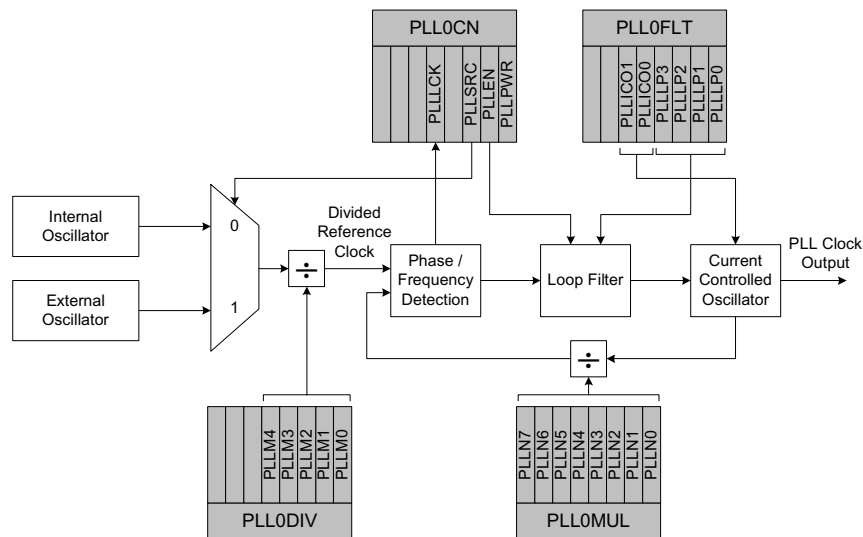 PLL0CN
PLLLCK
PLLSRC
PLLEN
PLLPWR
PLL0FLT
PLLICO1
PLLICO0
PLLLP3
PLLLP2
PLLLP1
PLLLP0
Internal
Oscillator
External
Oscillator
0
1
÷
Divided
Reference
Clock
Phase /
Frequency
Detection
Loop Filter
Current
Controlled
Oscillator
PLL Clock
Output
÷
PLLM4
PLLM3
PLLM2
PLLM1
PLLM0
PLL0DIV
PLLN7
PLLN6
PLLN5
PLLN4
PLLN3
PLLN2
PLLN1
PLLN0
PLL0MUL